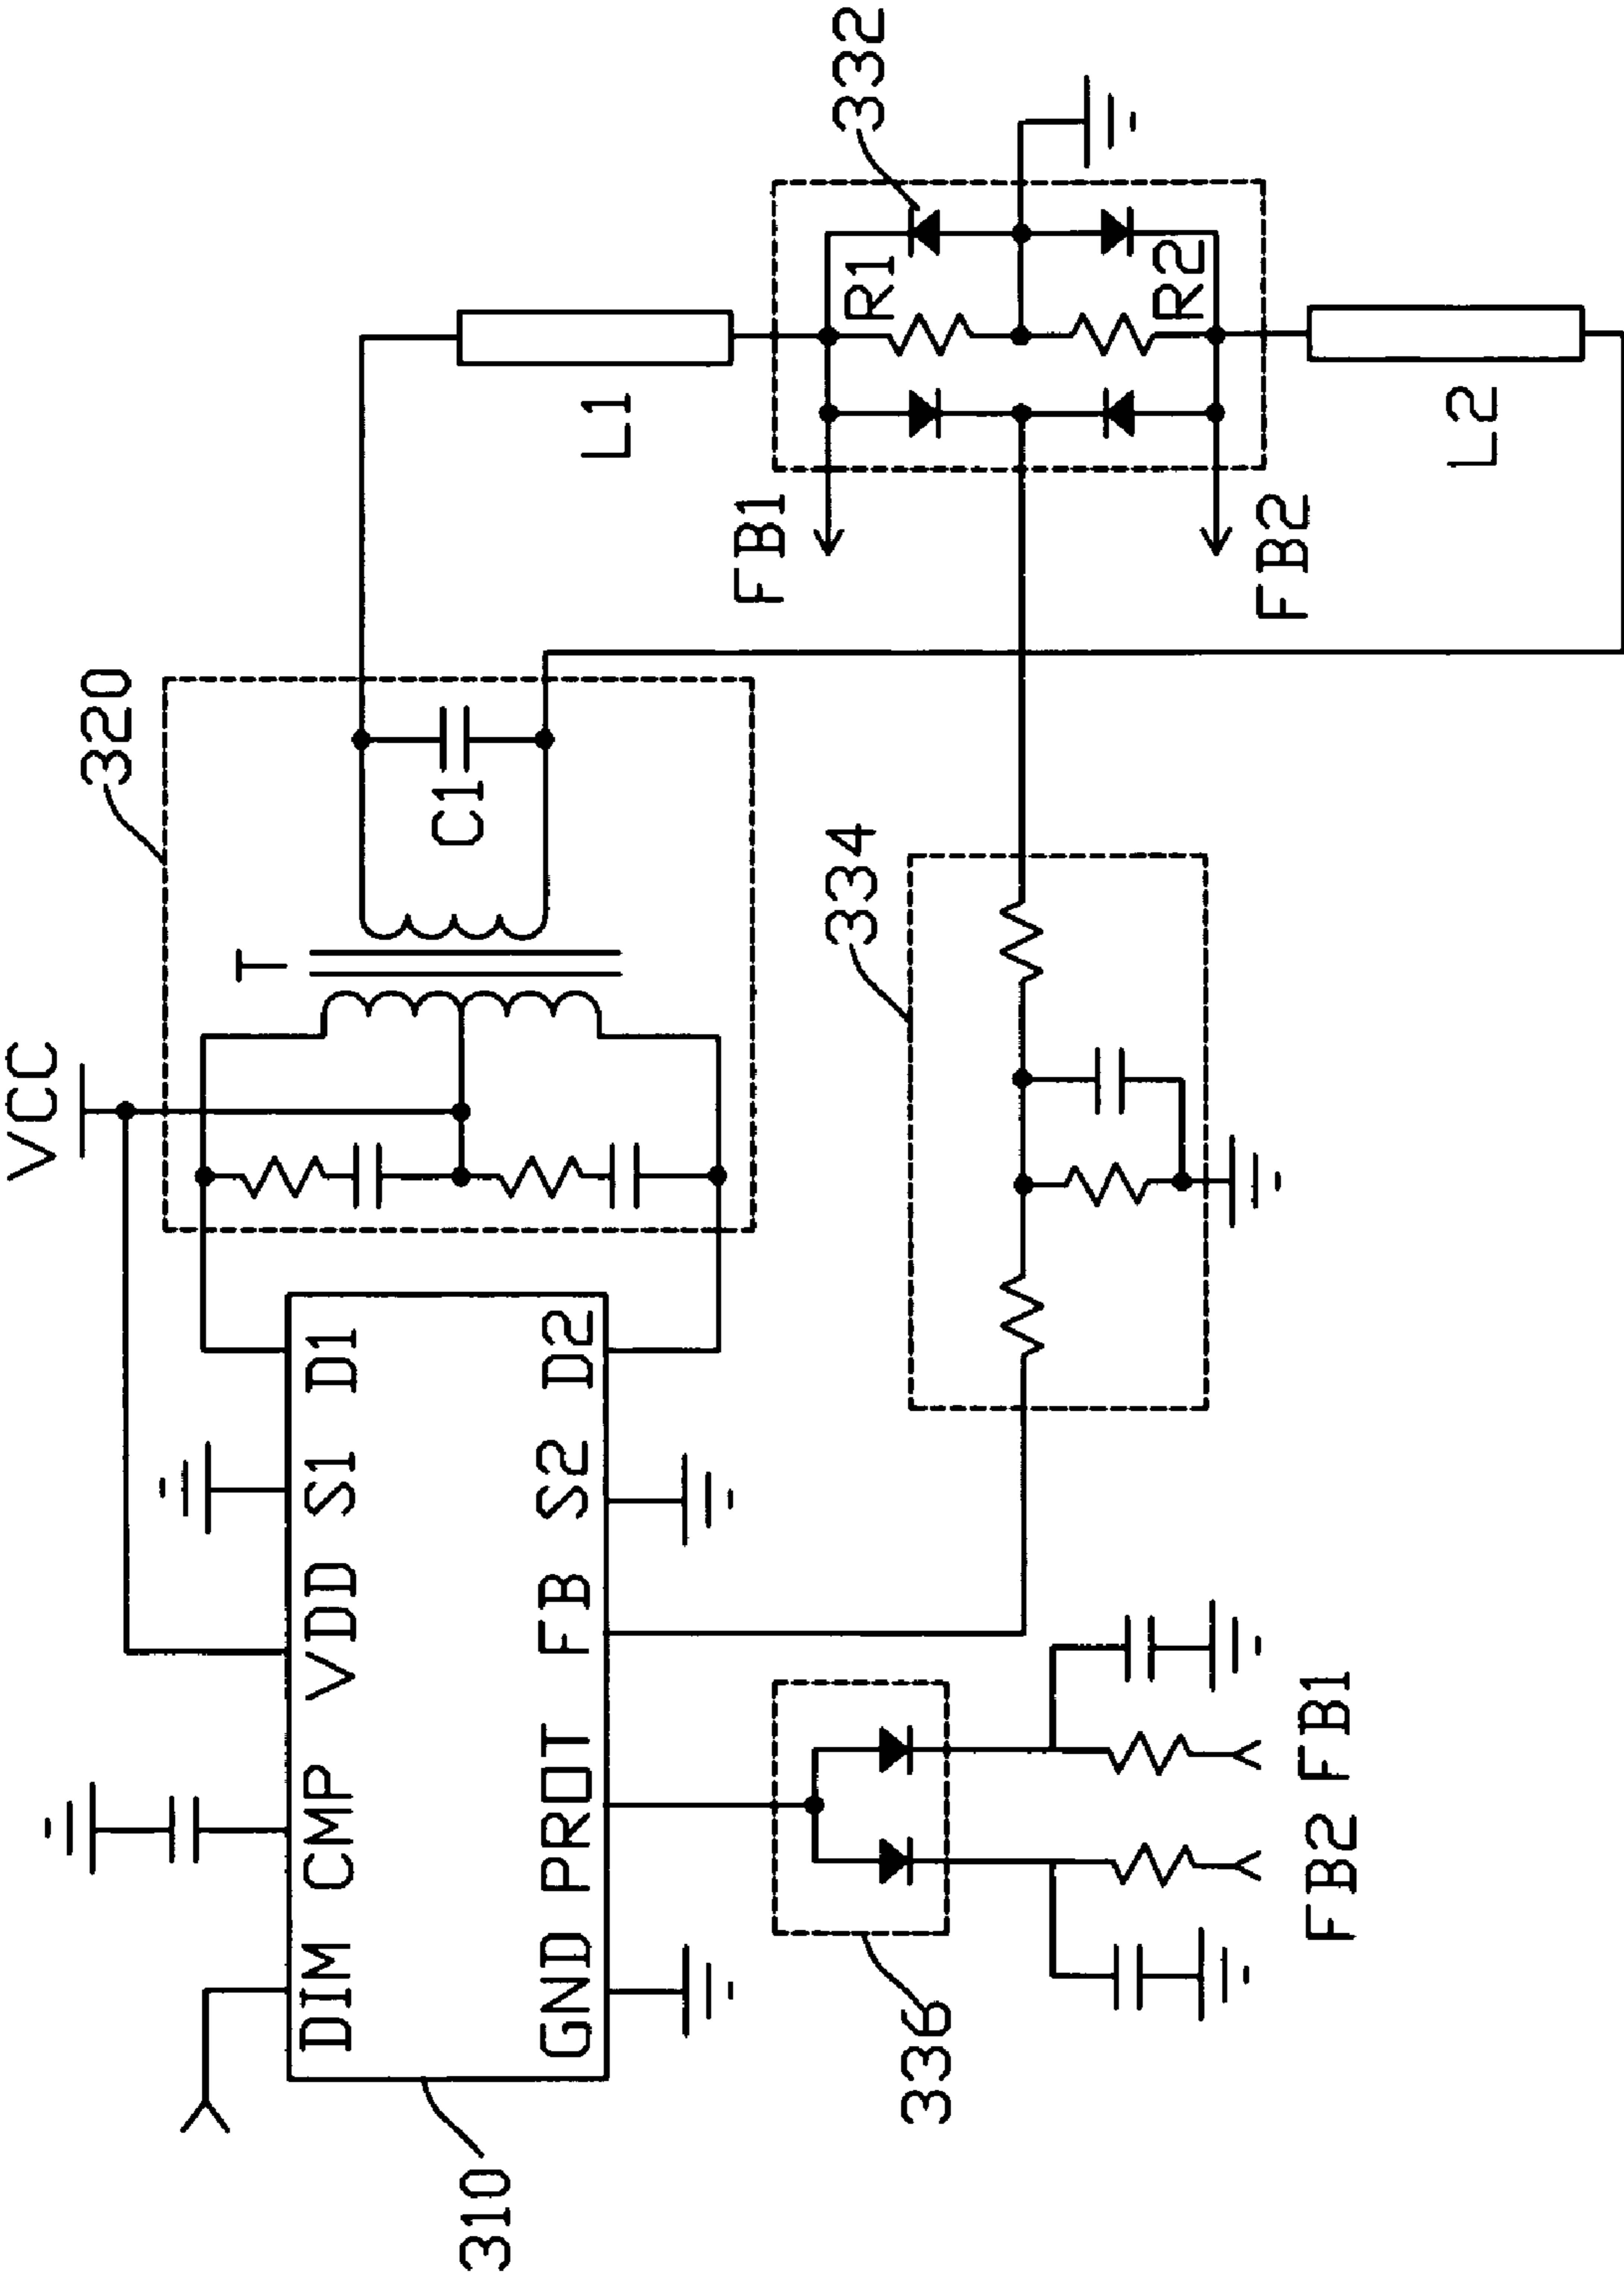 VCC
320
T
C1
L1
332
R1
R2
FB1
FB2
L2
334
DIM CMP VDD S1 D1
GND PROT FB S2 D2
310
336
FB2 FB1